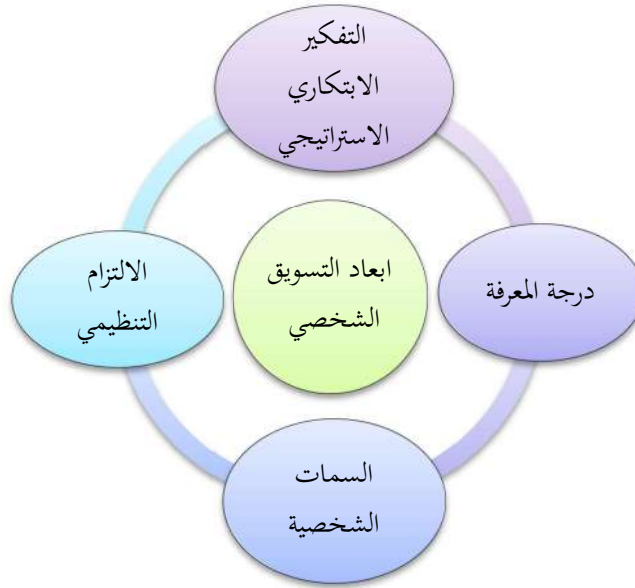 التفكير
الابتكاري
الاستراتيجي
درجة المعرفة
ابعاد التسويق
الشخصي
الالتزام
التنظيمي
السمات
الشخصية